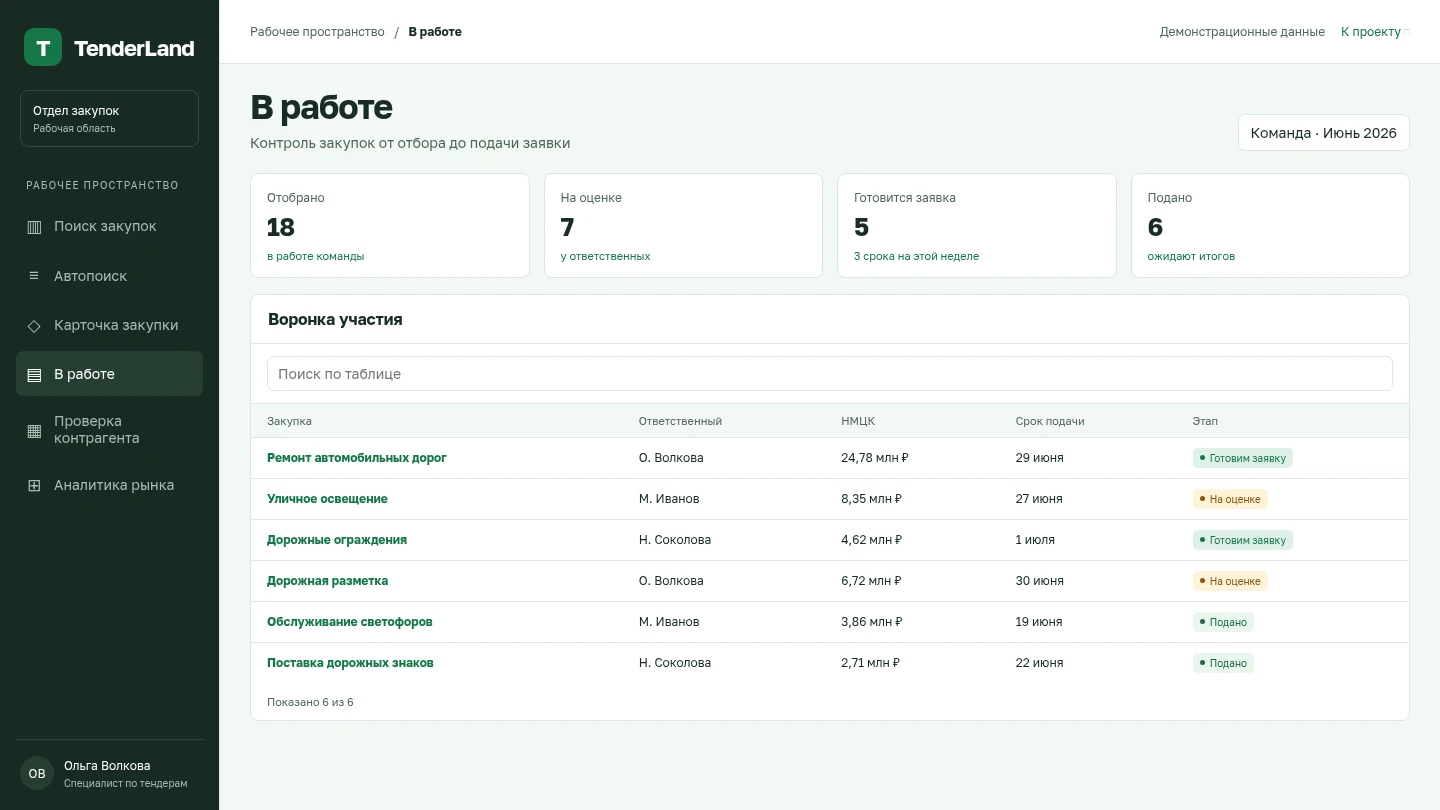 T TenderLand
Отдел закупок
Рабочая область
РАБОЧЕЕ ПРОСТРАНСТВО
Поиск закупок
Автопоиск
Карточка закупки
В работе
Проверка
контрагента
Аналитика рынка
ОВ
Ольга Волкова
Специалист по тендерам
Рабочее пространство / В работе
Демонстрационные данные К проекту
В работе
Контроль закупок от отбора до подачи заявки
Команда · Июнь 2026
Отобрано
18
в работе команды
На оценке
7
у ответственных
Готовится заявка
5
3 срока на этой неделе
Подано
6
ожидают итогов
Воронка участия
Поиск по таблице
Закупка Ответственный НМЦК Срок подачи Этап
Ремонт автомобильных дорог О. Волкова 24,78 млн ₽ 29 июня Готовим заявку
Уличное освещение М. Иванов 8,35 млн ₽ 27 июня На оценке
Дорожные ограждения Н. Соколова 4,62 млн ₽ 1 июля Готовим заявку
Дорожная разметка О. Волкова 6,72 млн ₽ 30 июня На оценке
Обслуживание светофоров М. Иванов 3,86 млн ₽ 19 июня Подано
Поставка дорожных знаков Н. Соколова 2,71 млн ₽ 22 июня Подано
Показано 6 из 6